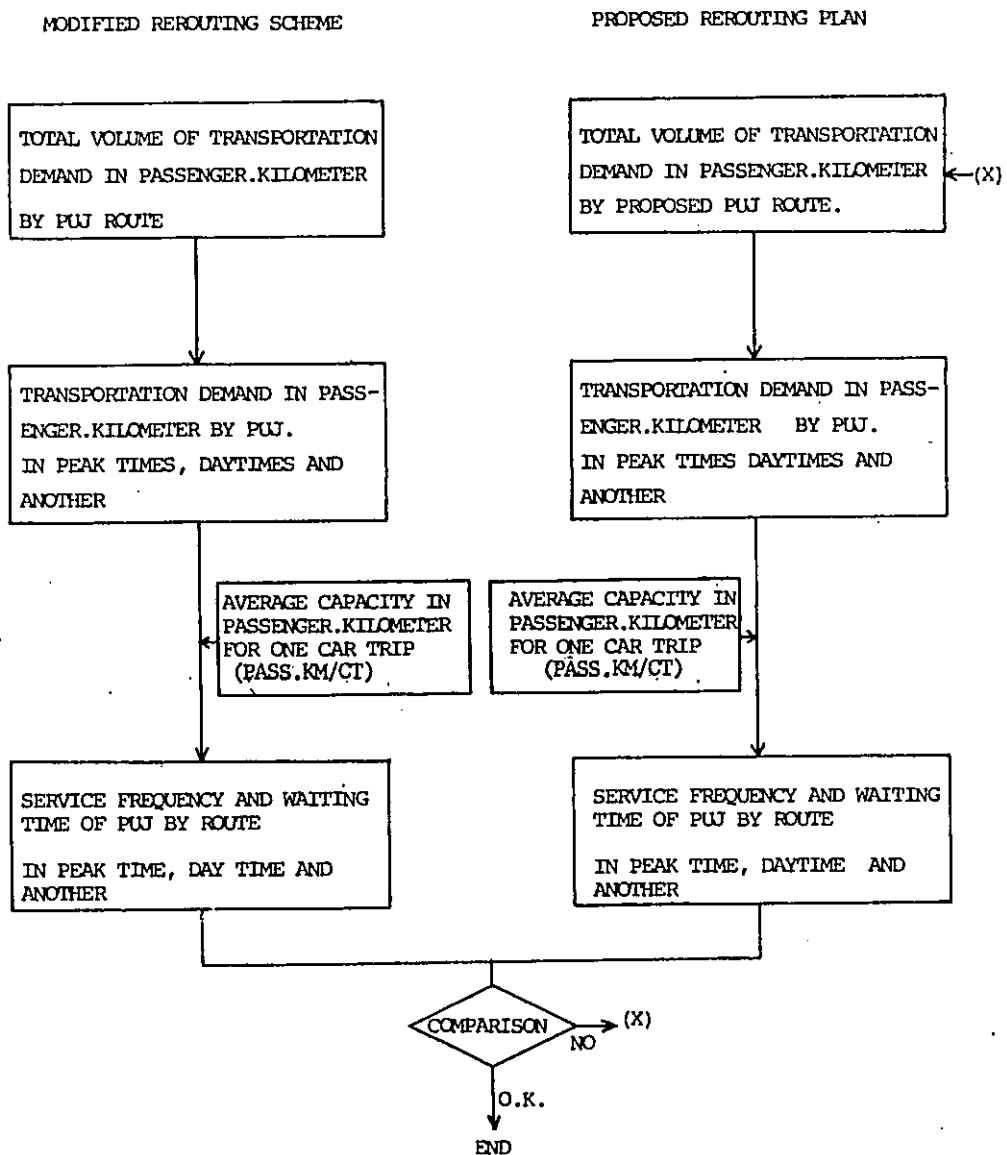 MODIFIED REROUTING SCHEME
PROPOSED REROUTING PLAN
TOTAL VOLUME OF TRANSPORTATION
DEMAND IN PASSENGER.KILOMETER
BY PUJ ROUTE
TOTAL VOLUME OF TRANSPORTATION
DEMAND IN PASSENGER.KILOMETER
BY PROPOSED PUJ ROUTE.
(X)
TRANSPORTATION DEMAND IN PASS-
ENGER.KILOMETER BY PUJ.
IN PEAK TIMES, DAYTIMES AND
ANOTHER
TRANSPORTATION DEMAND IN PASS-
ENGER.KILOMETER BY PUJ.
IN PEAK TIMES DAYTIMES AND
ANOTHER
AVERAGE CAPACITY IN
PASSENGER.KILOMETER
FOR ONE CAR TRIP
(PASS.KM/CT)
AVERAGE CAPACITY IN
PASSENGER.KILOMETER
FOR ONE CAR TRIP
(PASS.KM/CT)
SERVICE FREQUENCY AND WAITING
TIME OF PUJ BY ROUTE
IN PEAK TIME, DAY TIME AND
ANOTHER
SERVICE FREQUENCY AND WAITING
TIME OF PUJ BY ROUTE
IN PEAK TIME, DAYTIME AND
ANOTHER
COMPARISON
NO
(X)
O.K.
END